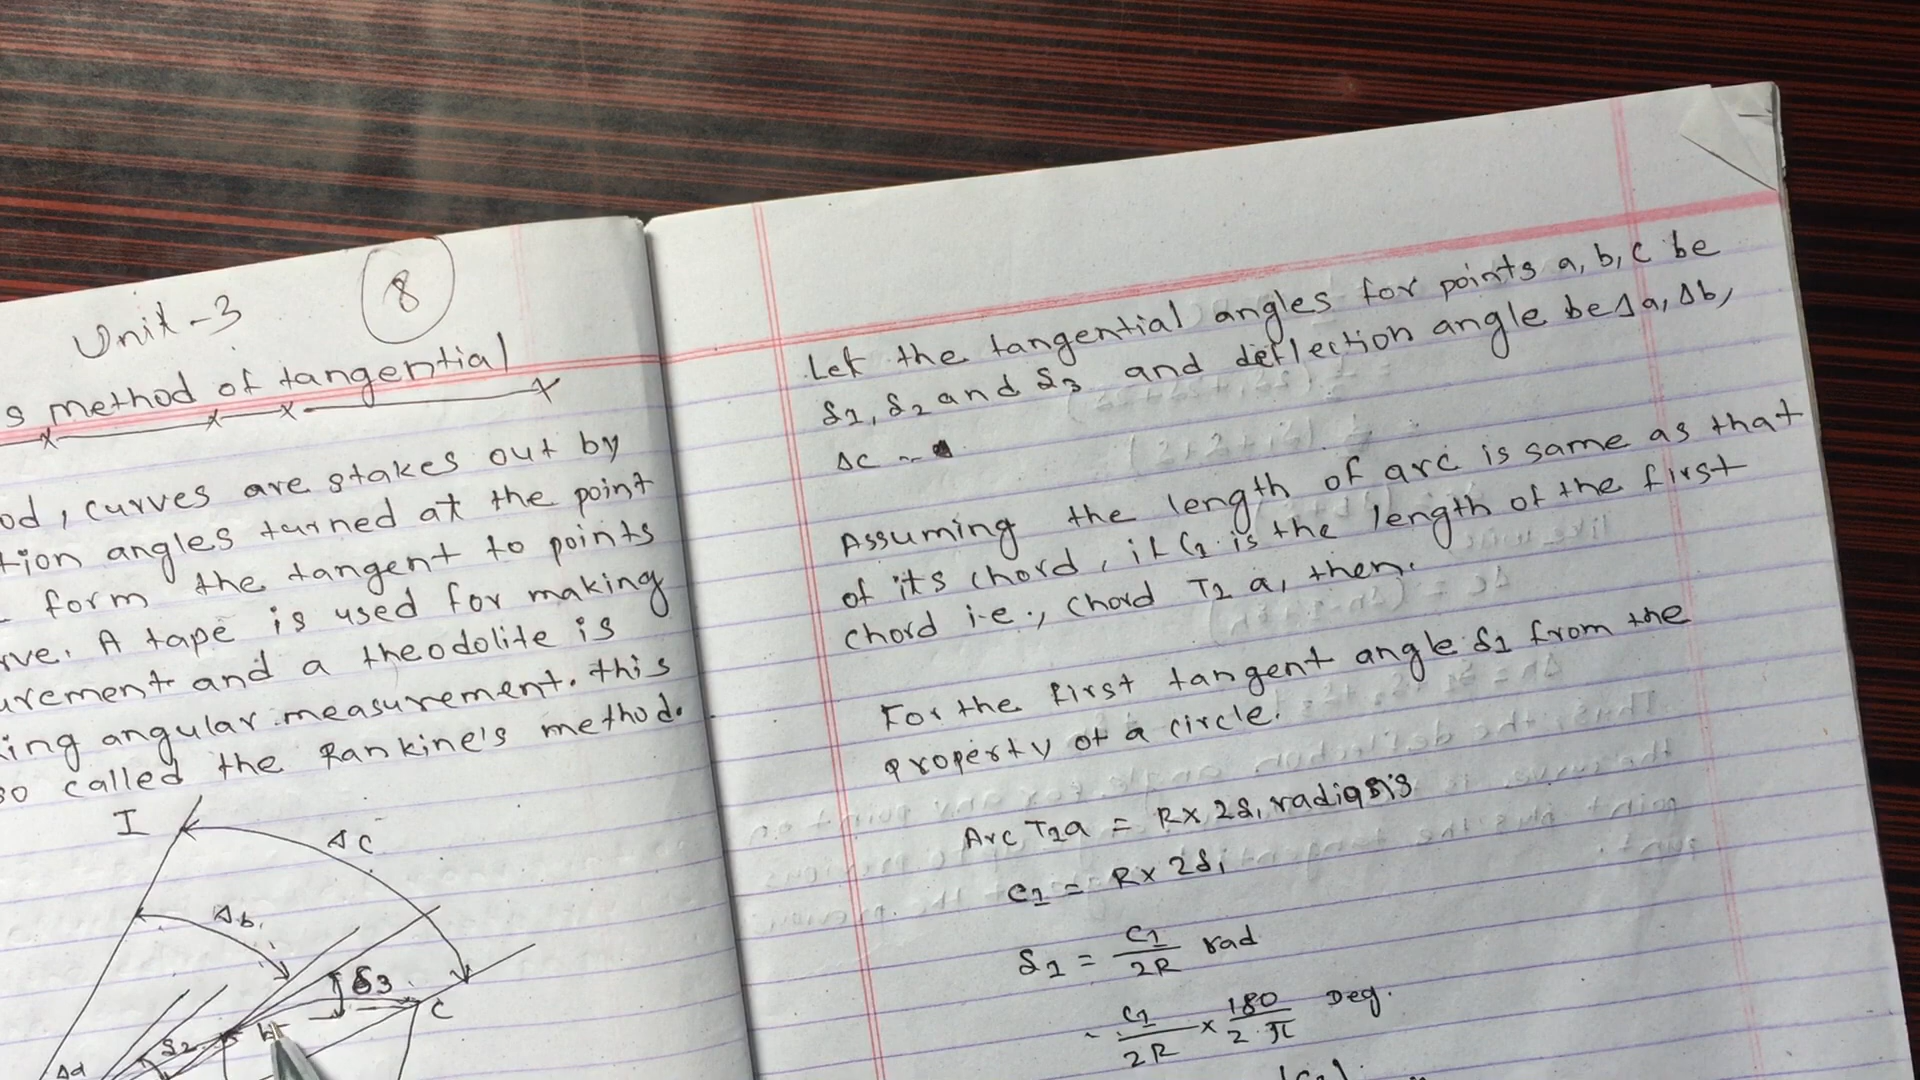 Unit-3
8
s method of tangential
od, curves are stakes out by
tion angles turned at the point
form the tangent to points
rve. A tape is used for making
urement and a theodolite is
ing angular measurement. this
so called the Rankine's method.
I
Δc
Δb
δ3
C
δ2
b
Δa
Let the tangential angles for points a, b, c be
δ1, δ2 and δ3 and deflection angle be Δa, Δb,
Δc
Assuming the length of arc is same as that
of its chord, if C1 is the length of the first
chord i.e., chord T1 a, then.
For the first tangent angle δ1 from the
property of a circle.
Arc T1a = R x 2δ1 radians
C1 = R x 2δ1
δ1 = C1/2R rad
= C1/2R x 180/2.π Deg.